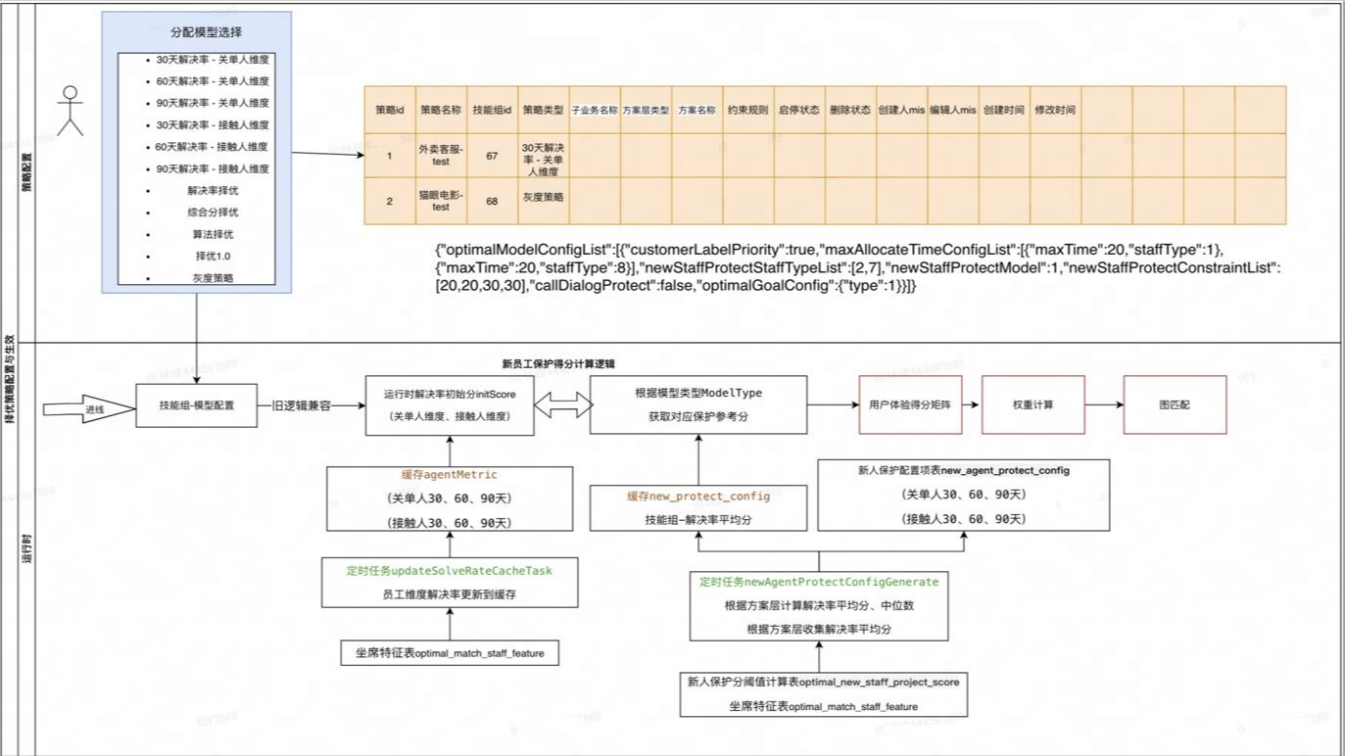 择优策略配置与生效
策略配置
分配模型选择
30天解决率 - 关单人维度
60天解决率 - 关单人维度
90天解决率 - 关单人维度
30天解决率 - 接触人维度
60天解决率 - 接触人维度
90天解决率 - 接触人维度
解决率择优
综合分择优
算法择优
择优1.0
灰度策略
策略id 策略名称 技能组id 策略类型 子业务名称 方案层类型 方案名称 约束规则 启停状态 删除状态 创建人mis 编辑人mis 创建时间 修改时间
1 外卖客服-test 67 30天解决率 - 关单人维度
2 猫眼电影-test 68 灰度策略
{"optimalModelConfigList":[{"customerLabelPriority":true,"maxAllocateTimeConfigList":[{"maxTime":20,"staffType":1},
{"maxTime":20,"staffType":8}],"newStaffProtectStaffTypeList":[2,7],"newStaffProtectModel":1,"newStaffProtectConstraintList":
[20,20,30,30],"callDialogProtect":false,"optimalGoalConfig":{"type":1}}]}
运行时
新员工保护得分计算逻辑
进线
技能组-模型配置
旧逻辑兼容
运行时解决率初始分initScore
（关单人维度、接触人维度）
根据模型类型ModelType
获取对应保护参考分
用户体验得分矩阵
权重计算
图匹配
缓存agentMetric
（关单人30、60、90天）
（接触人30、60、90天）
缓存new_protect_config
技能组-解决率平均分
新人保护配置项表new_agent_protect_config
（关单人30、60、90天）
（接触人30、60、90天）
定时任务updateSolveRateCacheTask
员工维度解决率更新到缓存
定时任务newAgentProtectConfigGenerate
根据方案层计算解决率平均分、中位数
根据方案层收集解决率平均分
坐席特征表optimal_match_staff_feature
新人保护分阈值计算表optimal_new_staff_project_score
坐席特征表optimal_match_staff_feature